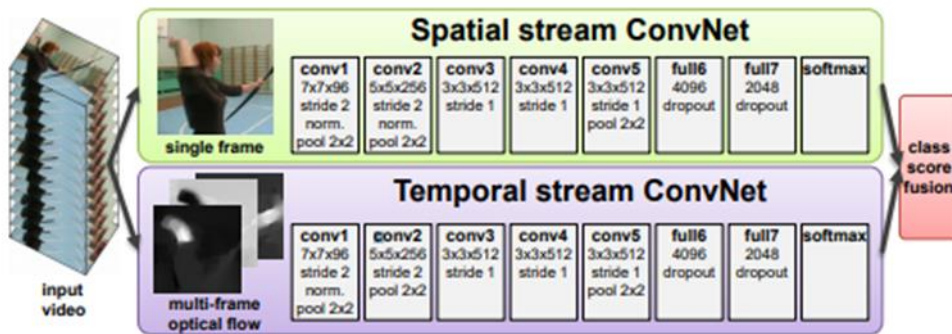 Spatial stream ConvNet
conv1
7x7x96
stride 2
norm.
pool 2x2
conv2
5x5x256
stride 2
norm.
pool 2x2
conv3
3x3x512
stride 1
conv4
3x3x512
stride 1
conv5
3x3x512
stride 1
pool 2x2
full6
4096
dropout
full7
2048
dropout
softmax
single frame
Temporal stream ConvNet
conv1
7x7x96
stride 2
norm.
pool 2x2
conv2
5x5x256
stride 2
pool 2x2
conv3
3x3x512
stride 1
conv4
3x3x512
stride 1
conv5
3x3x512
stride 1
pool 2x2
full6
4096
dropout
full7
2048
dropout
softmax
multi-frame
optical flow
input
video
class
score
fusion